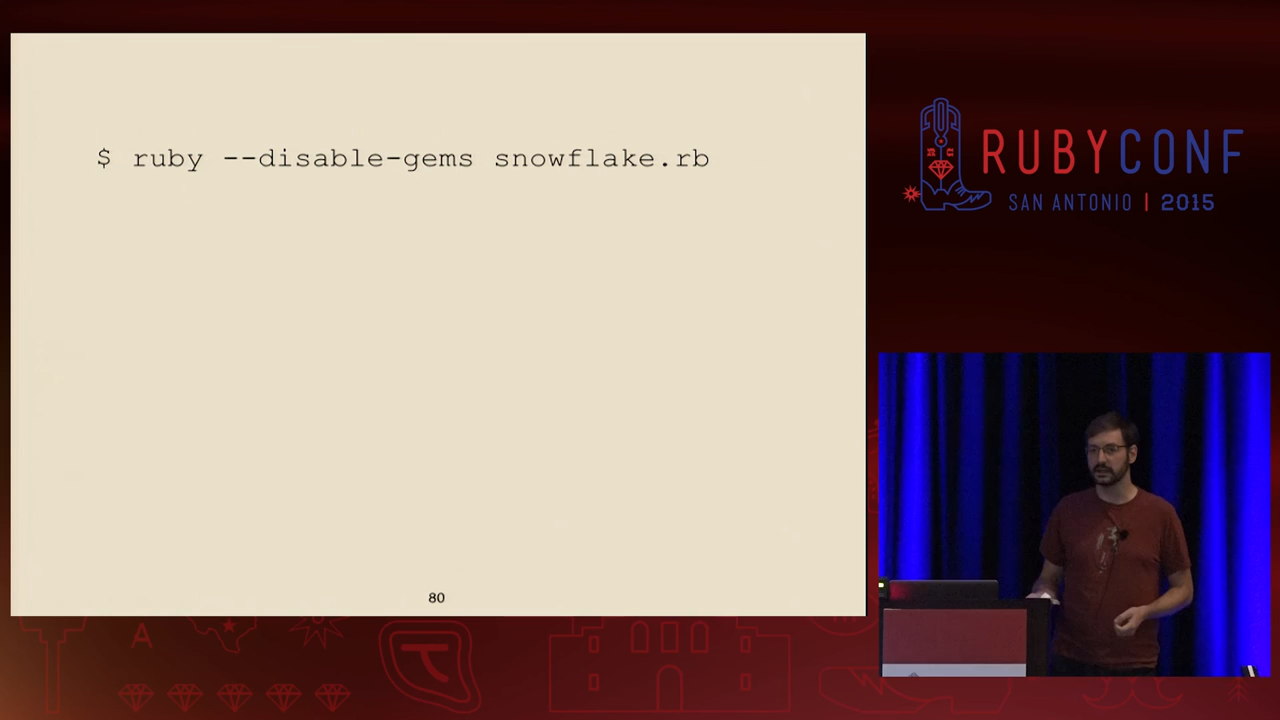 $ ruby --disable-gems snowflake.rb
80
RUBYCONF
SAN ANTONIO | 2015
A